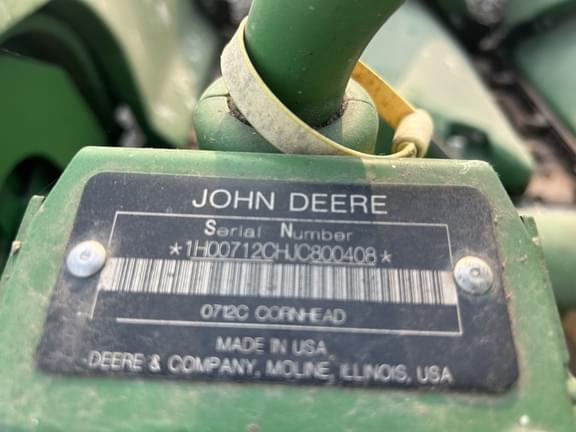 JOHN DEERE
Serial Number
*1H00712CHJC800408*
0712C CORNHEAD
MADE IN USA
DEERE & COMPANY, MOLINE, ILLINOIS, USA